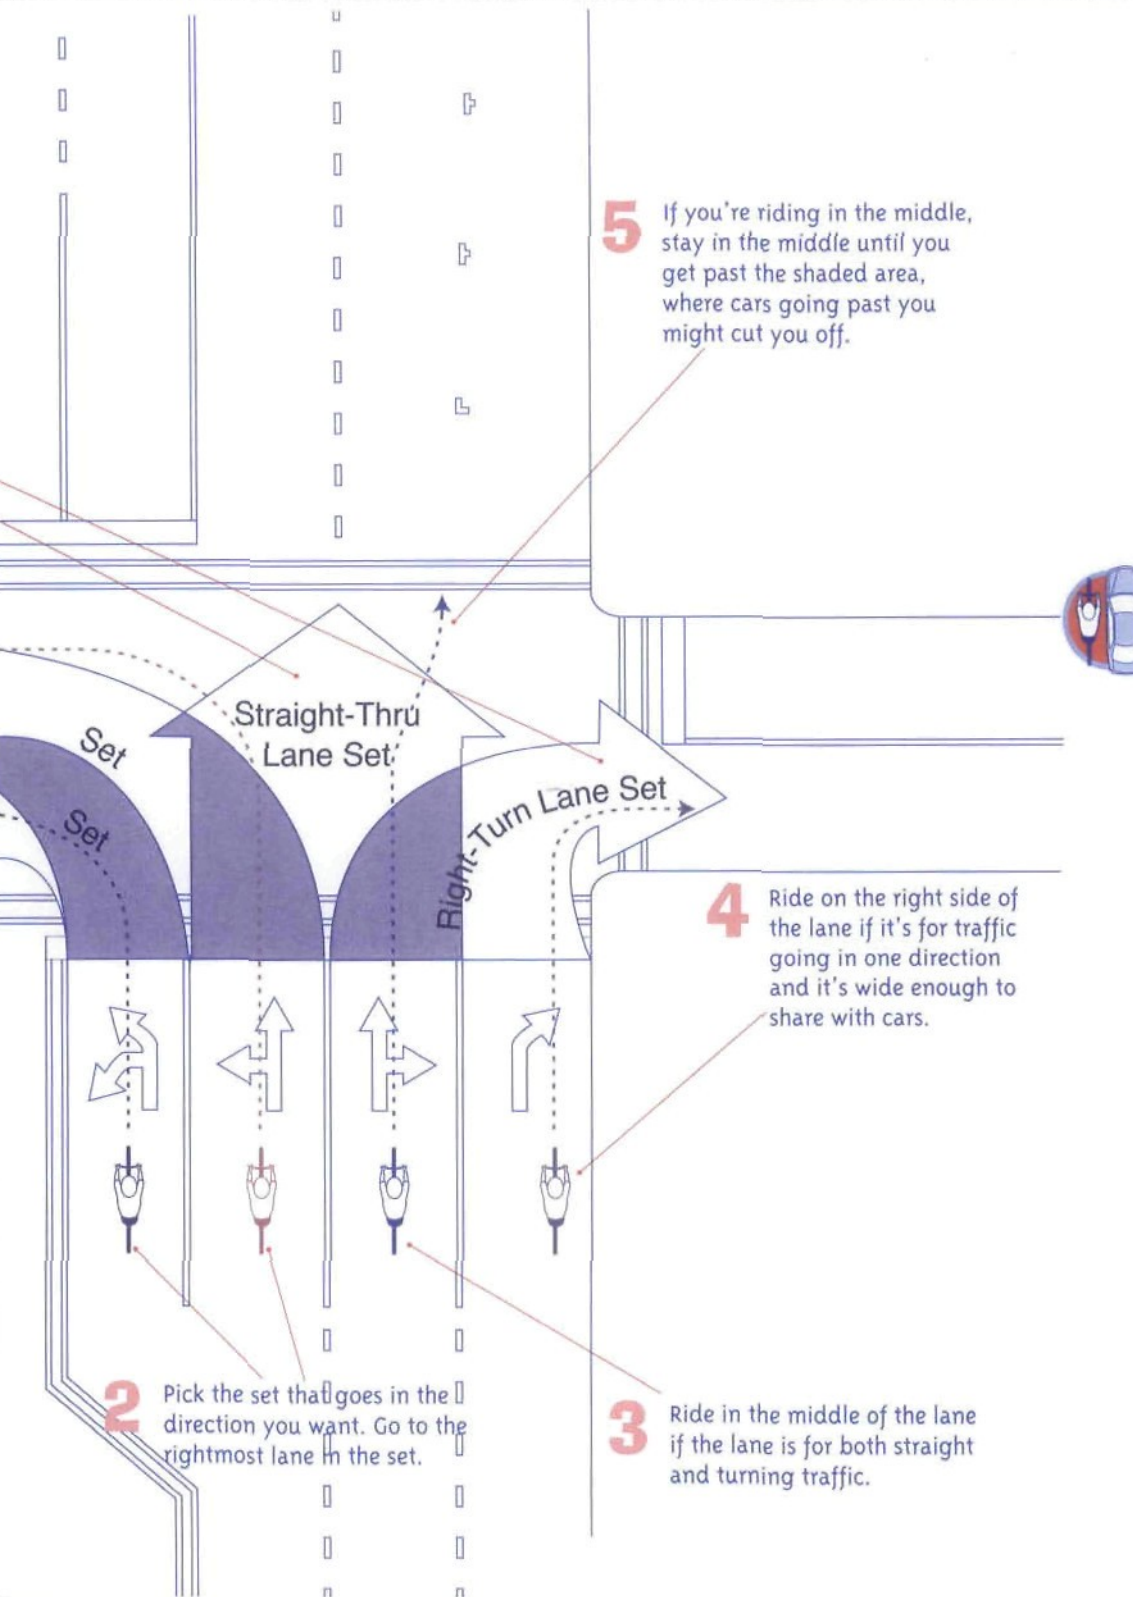 5
If you're riding in the middle,
stay in the middle until you
get past the shaded area,
where cars going past you
might cut you off.
Straight-Thru
Lane Set
Set
Set
Right-Turn Lane Set
4
Ride on the right side of
the lane if it's for traffic
going in one direction
and it's wide enough to
share with cars.
2
Pick the set that goes in the
direction you want. Go to the
rightmost lane in the set.
3
Ride in the middle of the lane
if the lane is for both straight
and turning traffic.